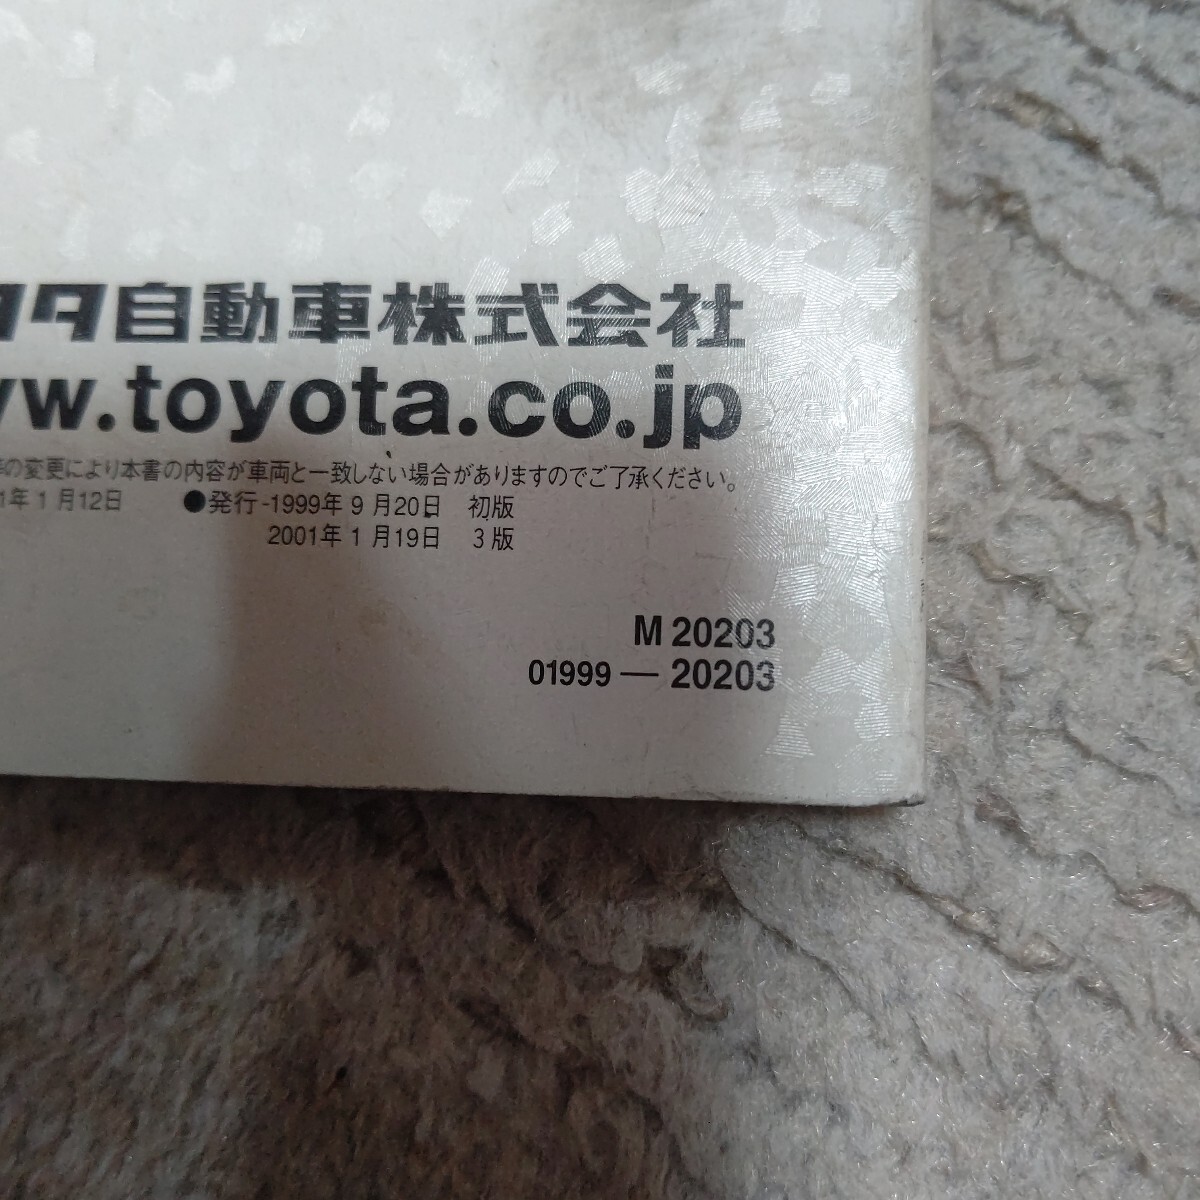 ヨタ自動車株式会社
w.toyota.co.jp
の変更により本書の内容が車両と一致しない場合がありますのでご了承ください。
1年1月12日 ●発行-1999年9月20日 初版
2001年1月19日 3版
M 20203
01999 — 20203